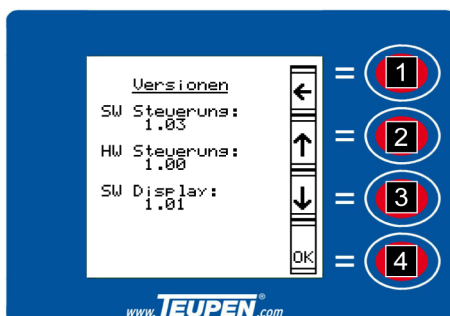 Versionen
SW Steuerung:
1.03
HW Steuerung:
1.00
SW Display:
1.01
← = 1
↑ = 2
↓ = 3
OK = 4
www.TEUPEN®.com